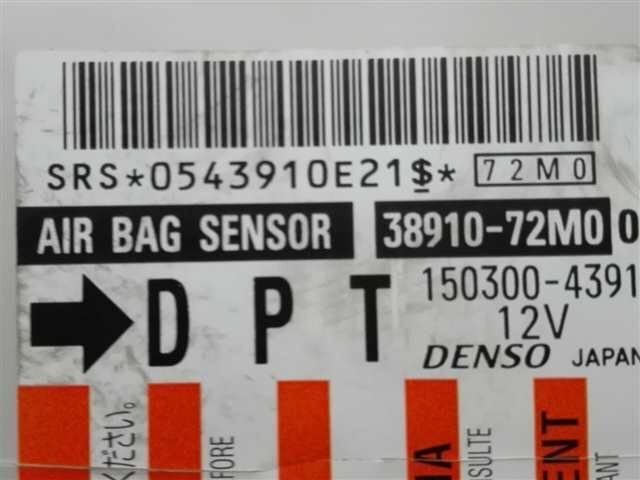 SRS*0543910E21$* 72M0
AIR BAG SENSOR 38910-72M0 0
D P T 150300-4391
12V
DENSO JAPAN
ください。
FORE
SULTE
ENT
ANT